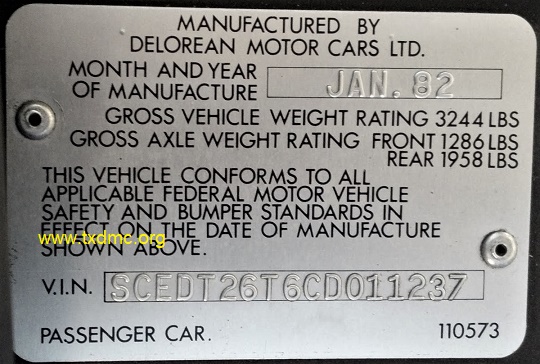 MANUFACTURED BY
DELOREAN MOTOR CARS LTD.
MONTH AND YEAR
OF MANUFACTURE JAN. 82
GROSS VEHICLE WEIGHT RATING 3244 LBS
GROSS AXLE WEIGHT RATING FRONT 1286 LBS
REAR 1958 LBS
THIS VEHICLE CONFORMS TO ALL
APPLICABLE FEDERAL MOTOR VEHICLE
SAFETY AND BUMPER STANDARDS IN
EFFECT ON THE DATE OF MANUFACTURE
www.txdmc.org
SHOWN ABOVE.
V.I.N. SCEDT26T6CD011237
PASSENGER CAR. 110573